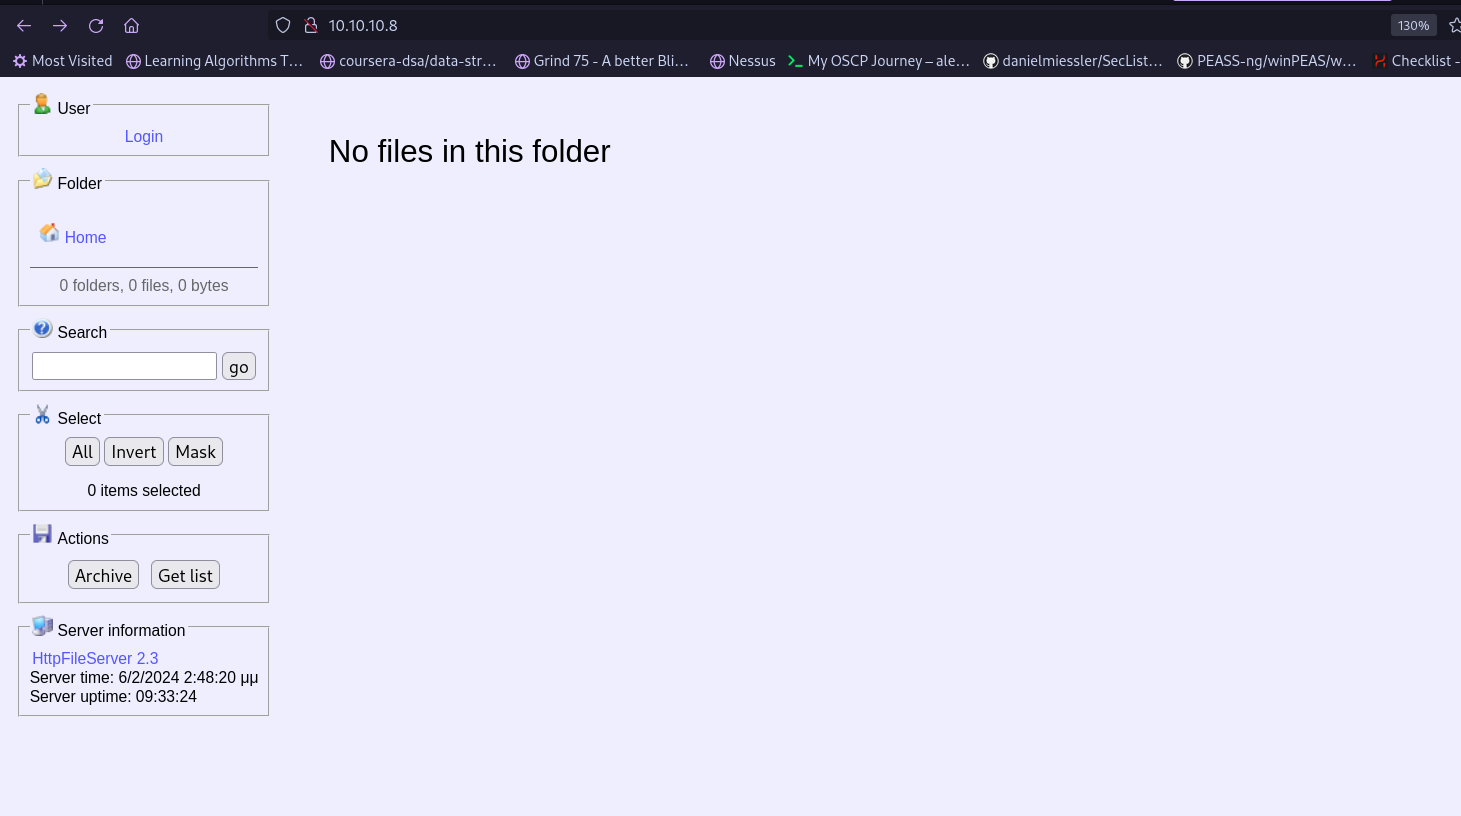 10.10.10.8
130%
Most Visited
Learning Algorithms T…
coursera-dsa/data-str…
Grind 75 - A better Bli…
Nessus
My OSCP Journey – ale…
danielmiessler/SecList…
PEASS-ng/winPEAS/w…
Checklist -
User
Login
No files in this folder
Folder
Home
0 folders, 0 files, 0 bytes
Search
go
Select
All
Invert
Mask
0 items selected
Actions
Archive
Get list
Server information
HttpFileServer 2.3
Server time: 6/2/2024 2:48:20 μμ
Server uptime: 09:33:24